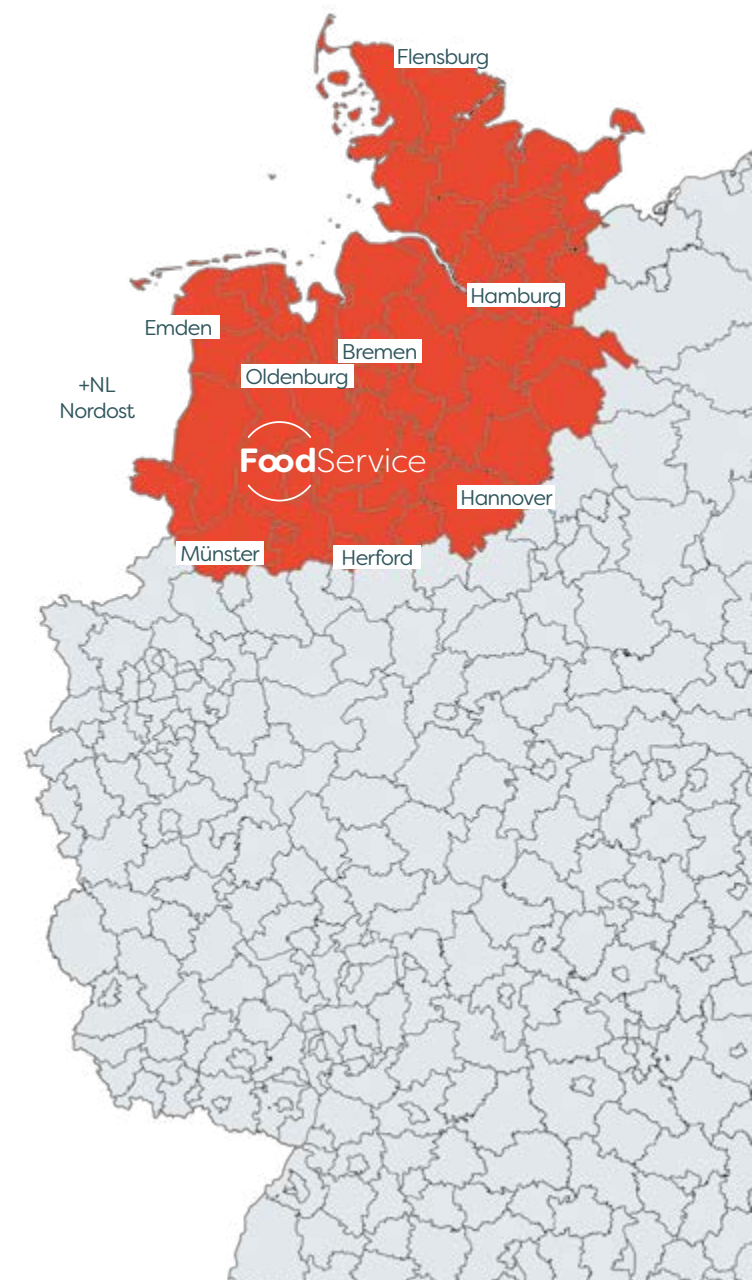 Flensburg
Hamburg
Emden
Bremen
Oldenburg
+NL
Nordost
FoodService
Hannover
Münster
Herford